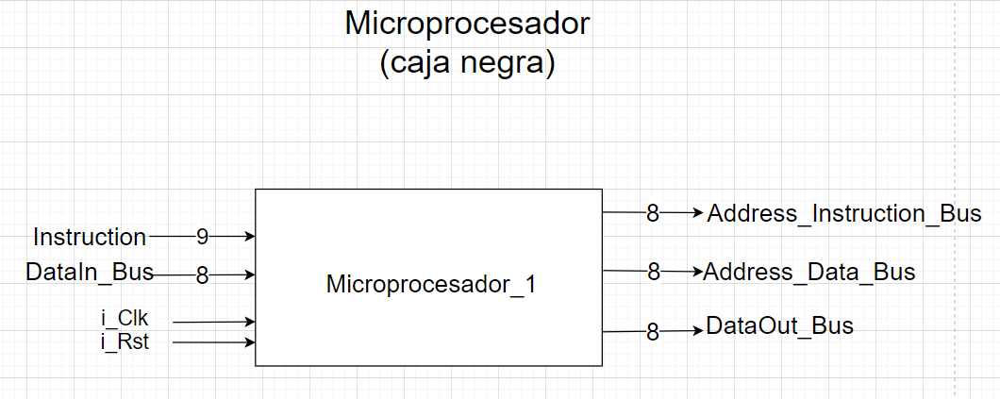 Microprocesador
(caja negra)
Instruction
9
DataIn_Bus
8
i_Clk
i_Rst
Microprocesador_1
8
Address_Instruction_Bus
8
Address_Data_Bus
8
DataOut_Bus